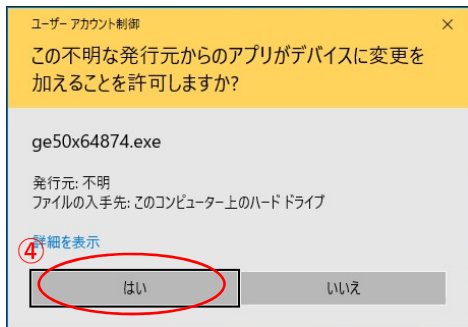 ユーザー アカウント制御
×
この不明な発行元からのアプリがデバイスに変更を
加えることを許可しますか?
ge50x64874.exe
発行元: 不明
ファイルの入手先: このコンピューター上のハード ドライブ
詳細を表示
④
はい
いいえ